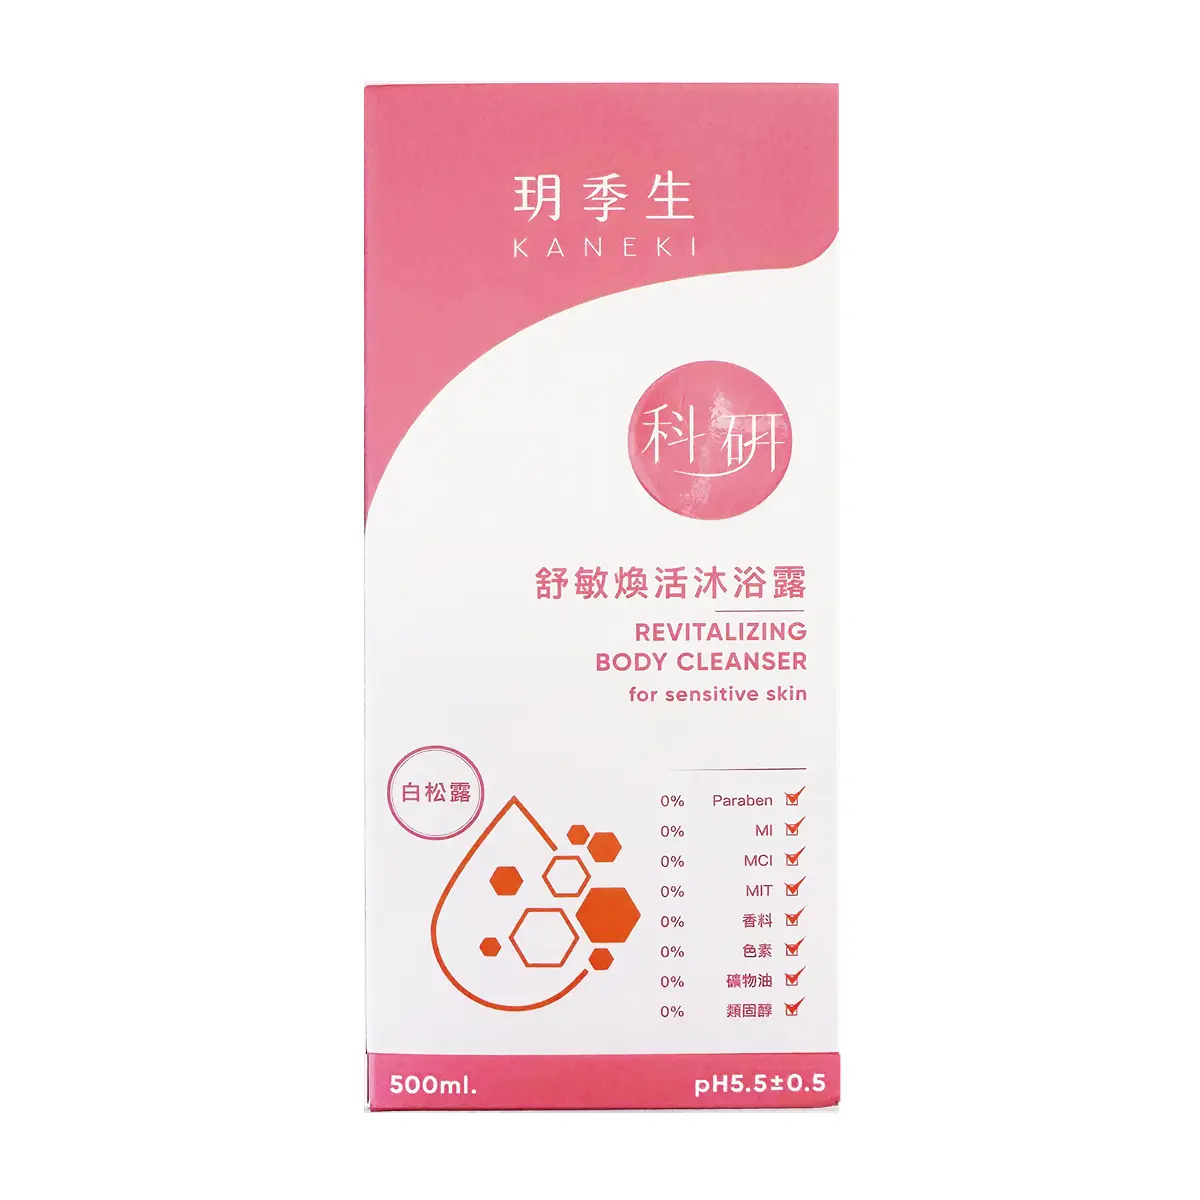 玥季生
KANEKI
科研
舒敏煥活沐浴露
REVITALIZING
BODY CLEANSER
for sensitive skin
白松露
0% Paraben
0% MI
0% MCI
0% MIT
0% 香料
0% 色素
0% 礦物油
0% 類固醇
500ml.
pH5.5±0.5